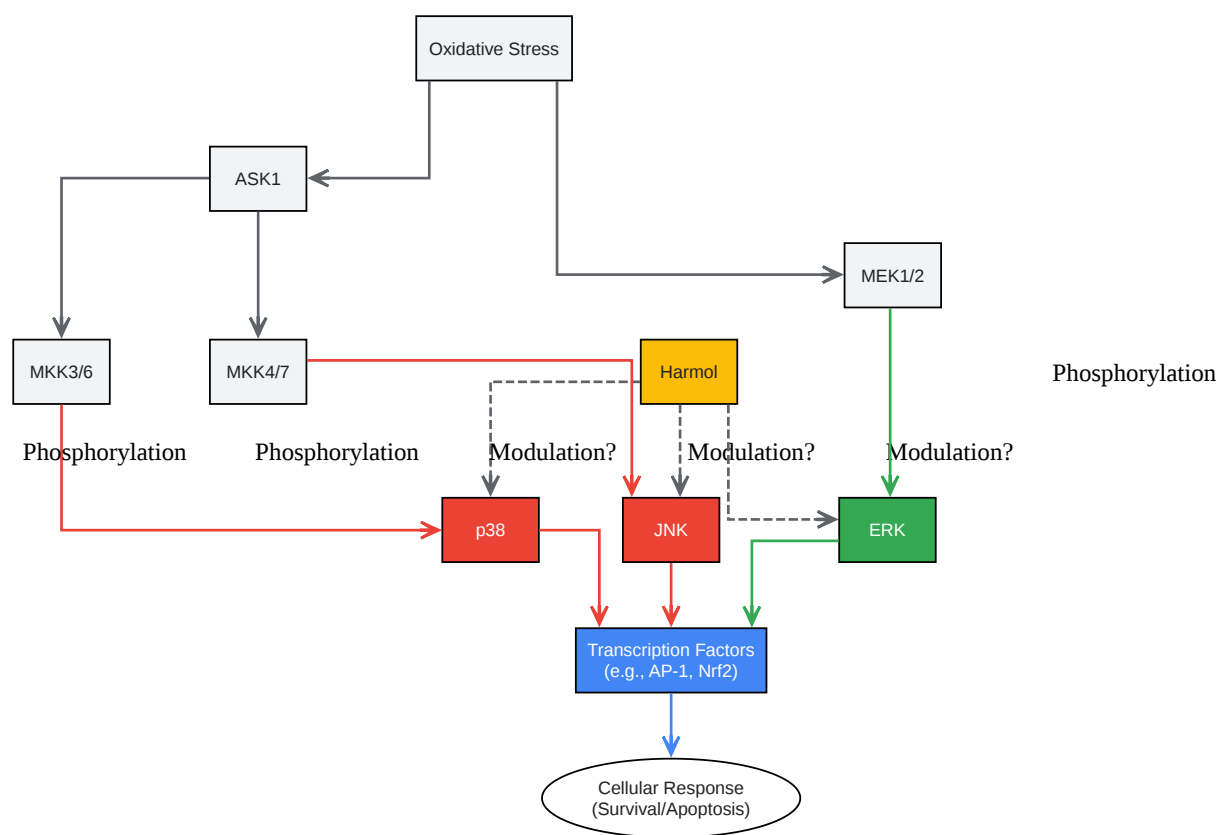 Oxidative Stress
ASK1
MEK1/2
MKK3/6
MKK4/7
Harmol
Phosphorylation
Phosphorylation
Phosphorylation
Modulation?
Modulation?
Modulation?
p38
JNK
ERK
Transcription Factors
(e.g., AP-1, Nrf2)
Cellular Response
(Survival/Apoptosis)